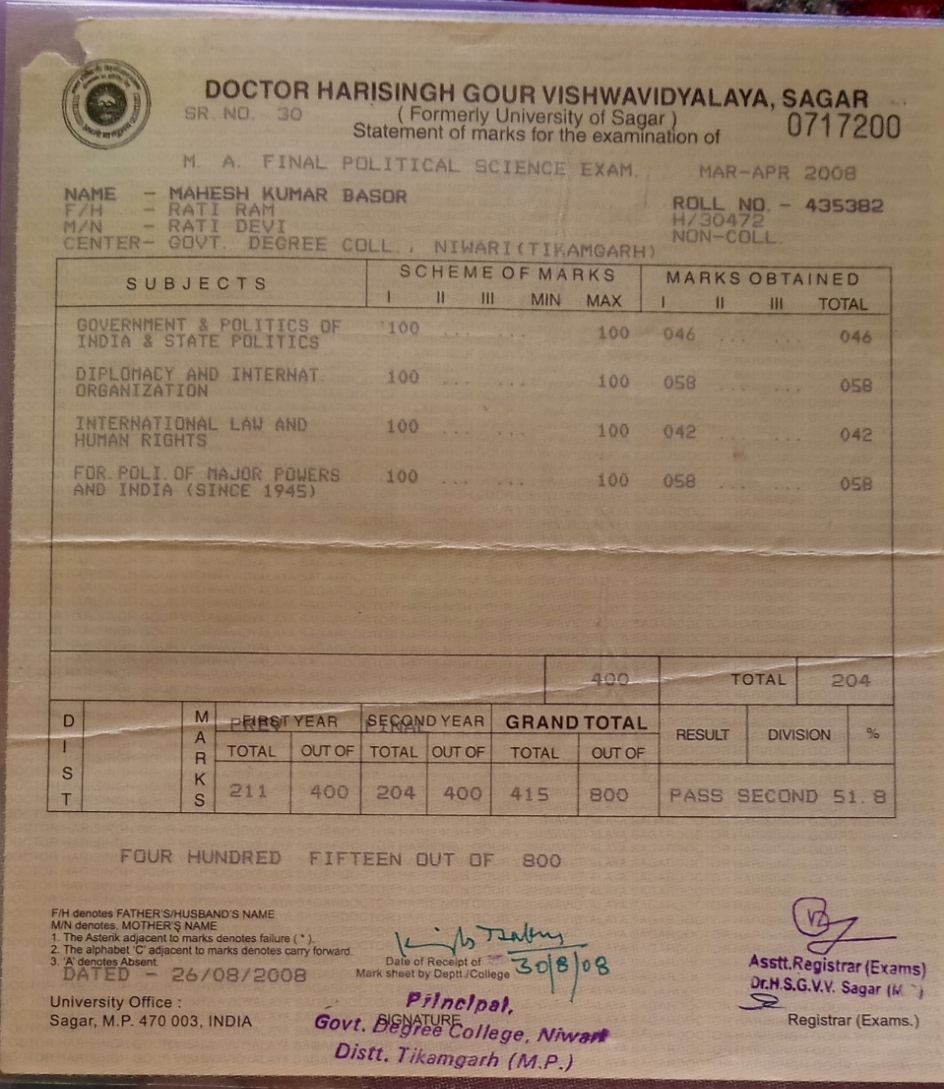 DOCTOR HARISINGH GOUR VISHWAVIDYALAYA, SAGAR
SR. NO. 30 ( Formerly University of Sagar )
Statement of marks for the examination of 0717200
M. A. FINAL POLITICAL SCIENCE EXAM. MAR-APR 2008
NAME - MAHESH KUMAR BASOR ROLL NO. - 435382
F/H - RATI RAM H/30472
M/N - RATI DEVI NON-COLL.
CENTER- GOVT. DEGREE COLL., NIWARI(TIKAMGARH)
SUBJECTS SCHEME OF MARKS MARKS OBTAINED
I II III MIN MAX I II III TOTAL
GOVERNMENT & POLITICS OF 100 ... ... 100 046 ... ... 046
INDIA & STATE POLITICS
DIPLOMACY AND INTERNAT. 100 ... ... 100 058 ... ... 058
ORGANIZATION
INTERNATIONAL LAW AND 100 ... ... 100 042 ... ... 042
HUMAN RIGHTS
FOR.POLI.OF MAJOR POWERS 100 ... ... 100 058 ... ... 058
AND INDIA (SINCE 1945)
400 TOTAL 204
DIST MARKS PREV FIRST YEAR FINAL SECOND YEAR GRAND TOTAL RESULT DIVISION %
TOTAL OUT OF TOTAL OUT OF TOTAL OUT OF
211 400 204 400 415 800 PASS SECOND 51.8
FOUR HUNDRED FIFTEEN OUT OF 800
F/H denotes FATHER'S/HUSBAND'S NAME
M/N denotes, MOTHER'S NAME
1. The Asterik adjacent to marks denotes failure ( * ).
2. The alphabet 'C' adjacent to marks denotes carry forward.
3. 'A' denotes Absent.
DATED - 26/08/2008
Date of Receipt of 30/8/08
Mark sheet by Deptt./College
Asstt.Registrar (Exams)
Dr.H.S.G.V.V. Sagar
University Office :
Sagar, M.P. 470 003, INDIA
Principal,
SIGNATURE
Govt. Degree College, Niwari
Distt. Tikamgarh (M.P.)
Registrar (Exams.)